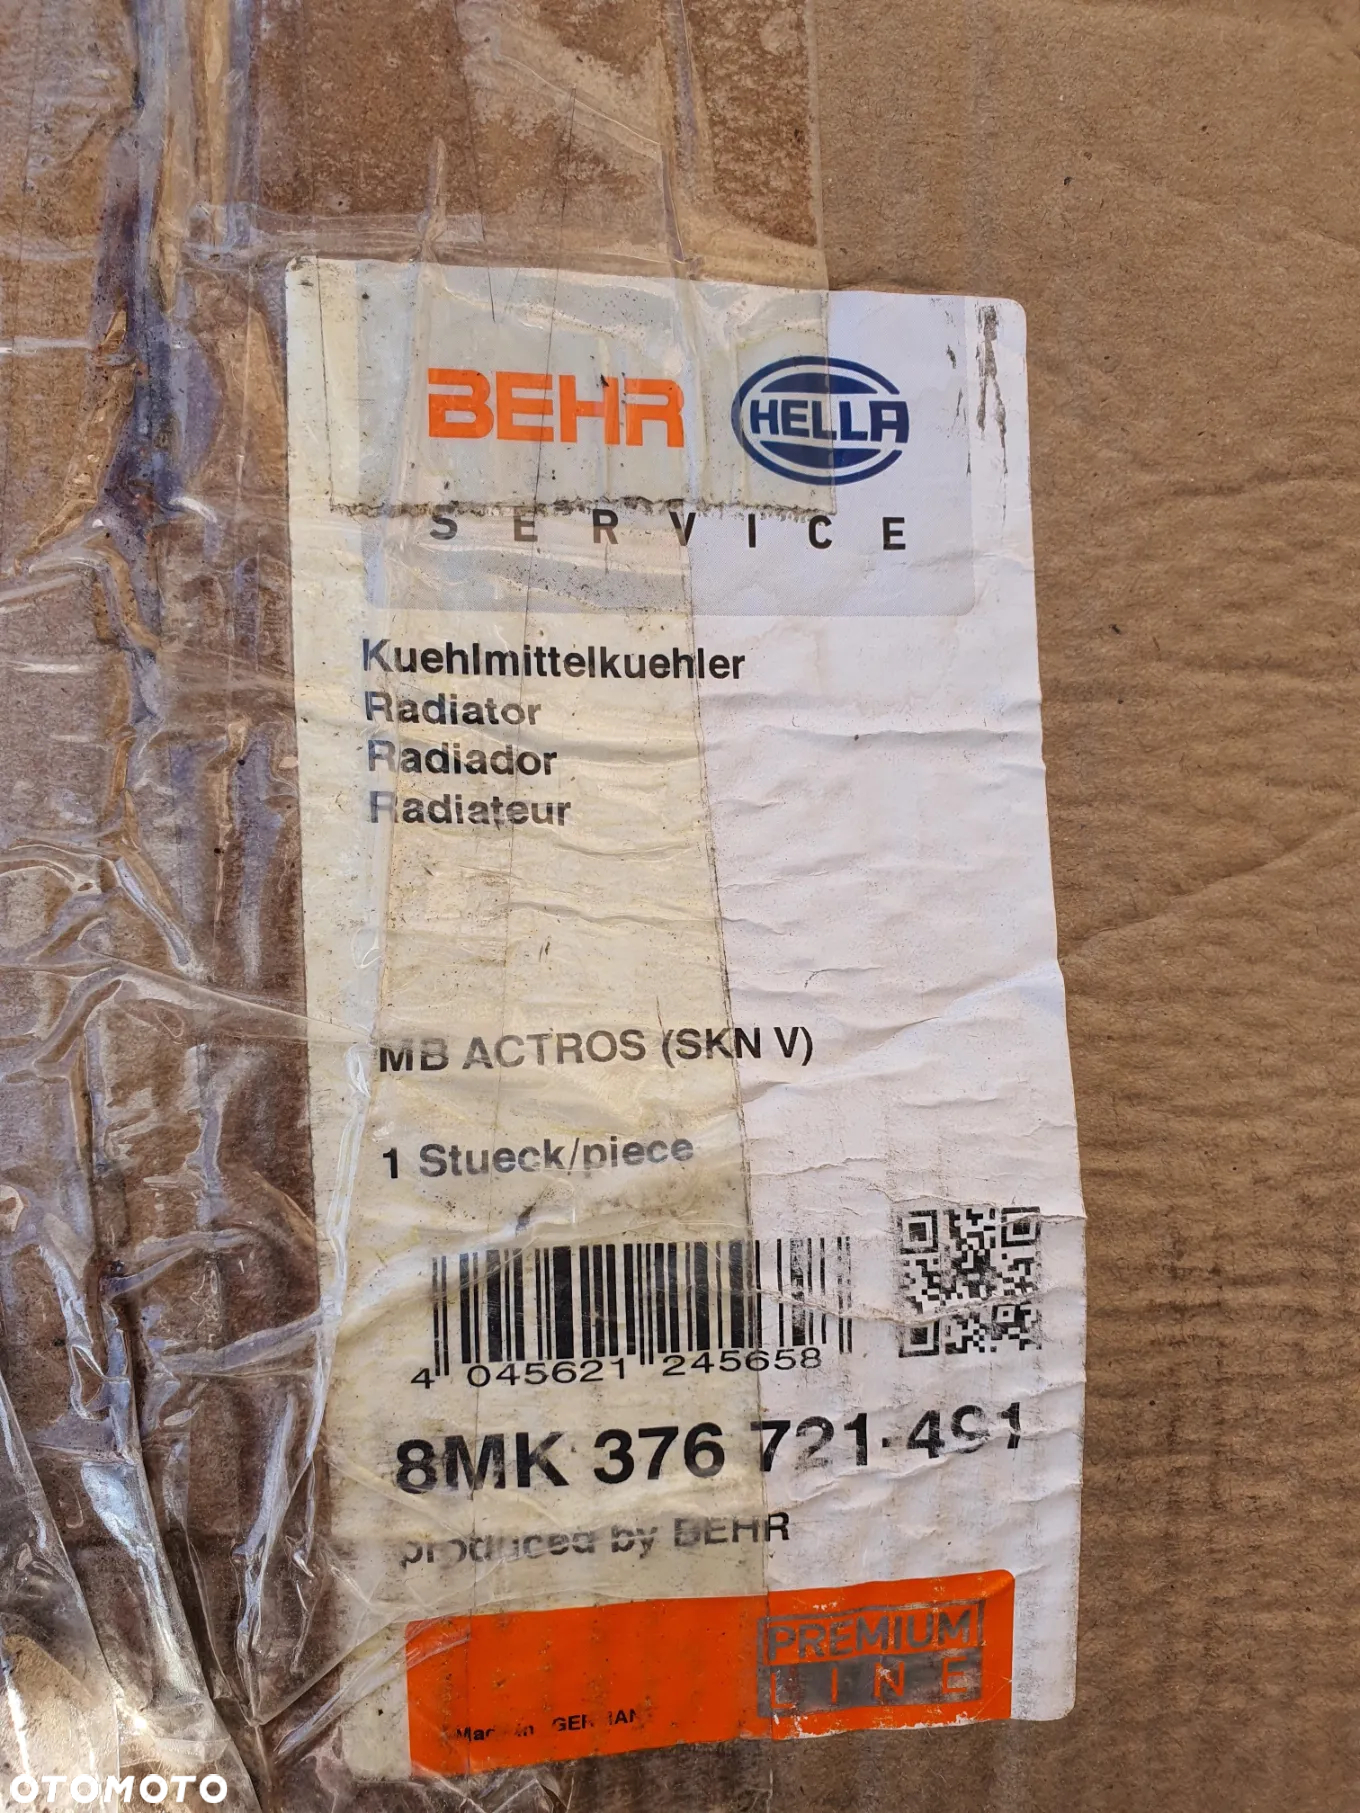 BEHR HELLA
SERVICE
Kuehlmittelkuehler
Radiator
Radiador
Radiateur
MB ACTROS (SKN V)
1 Stueck/piece
4 045621 245658
8MK 376 721-491
produced by BEHR
PREMIUM
LINE
Made in GERMANY
OTOMOTO